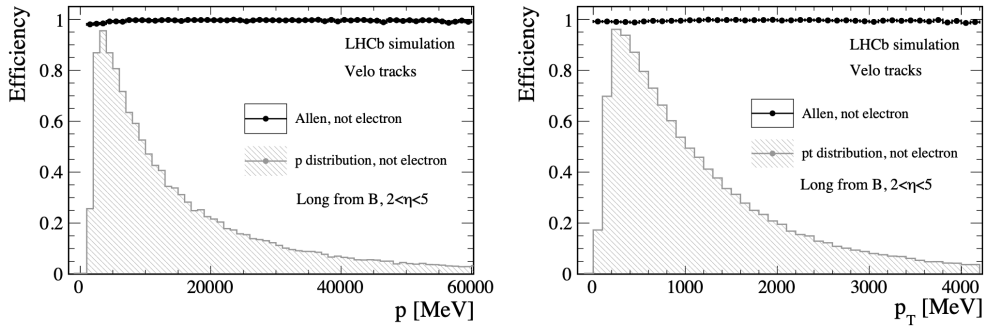 Efficiency
1
0.8
0.6
0.4
0.2
0
LHCb simulation
Velo tracks
Allen, not electron
p distribution, not electron
Long from B, 2<η<5
0 20000 40000 60000
p [MeV]
Efficiency
1
0.8
0.6
0.4
0.2
0
LHCb simulation
Velo tracks
Allen, not electron
pt distribution, not electron
Long from B, 2<η<5
0 1000 2000 3000 4000
p_T [MeV]